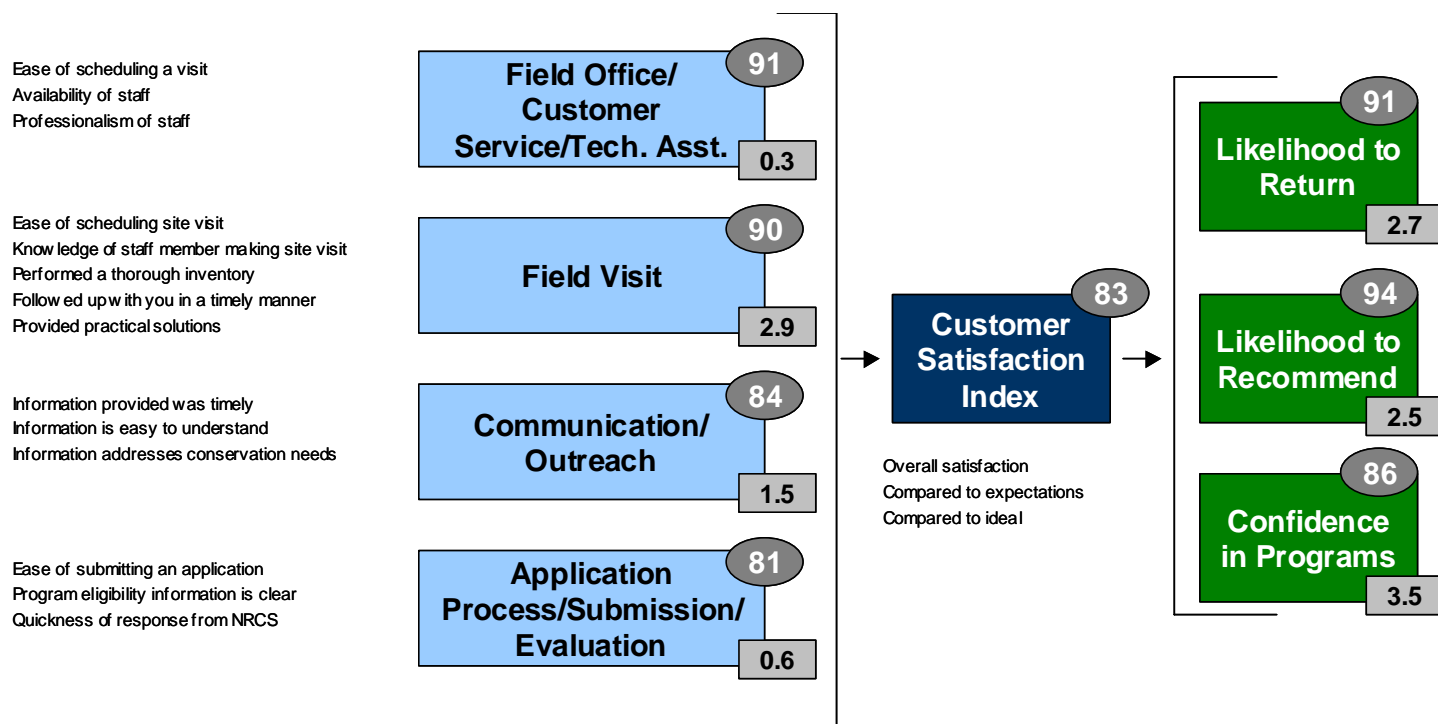 Ease of scheduling a visit
Availability of staff
Professionalism of staff
91
Field Office/
Customer
Service/Tech. Asst.
0.3
Ease of scheduling site visit
Knowledge of staff member making site visit
Performed a thorough inventory
Followed up with you in a timely manner
Provided practical solutions
90
Field Visit
2.9
Information provided was timely
Information is easy to understand
Information addresses conservation needs
84
Communication/
Outreach
1.5
Ease of submitting an application
Program eligibility information is clear
Quickness of response from NRCS
81
Application
Process/Submission/
Evaluation
0.6
83
Customer
Satisfaction
Index
Overall satisfaction
Compared to expectations
Compared to ideal
91
Likelihood to
Return
2.7
94
Likelihood to
Recommend
2.5
86
Confidence
in Programs
3.5